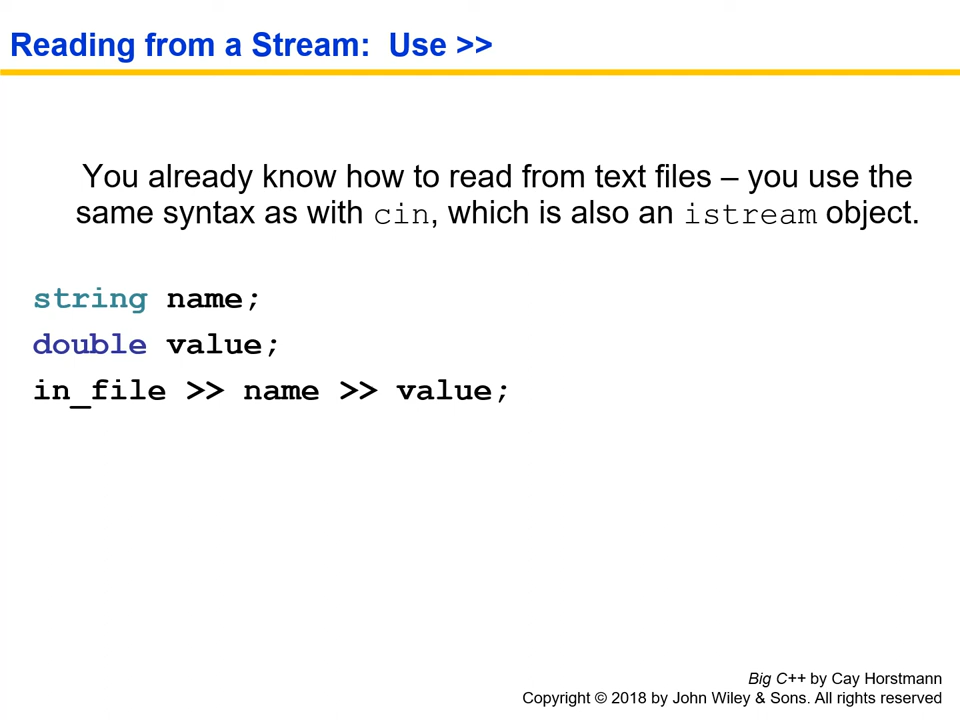 Reading from a Stream:  Use >>
You already know how to read from text files – you use the
same syntax as with cin, which is also an istream object.
string name;
double value;
in_file >> name >> value;
Big C++ by Cay Horstmann
Copyright © 2018 by John Wiley & Sons. All rights reserved